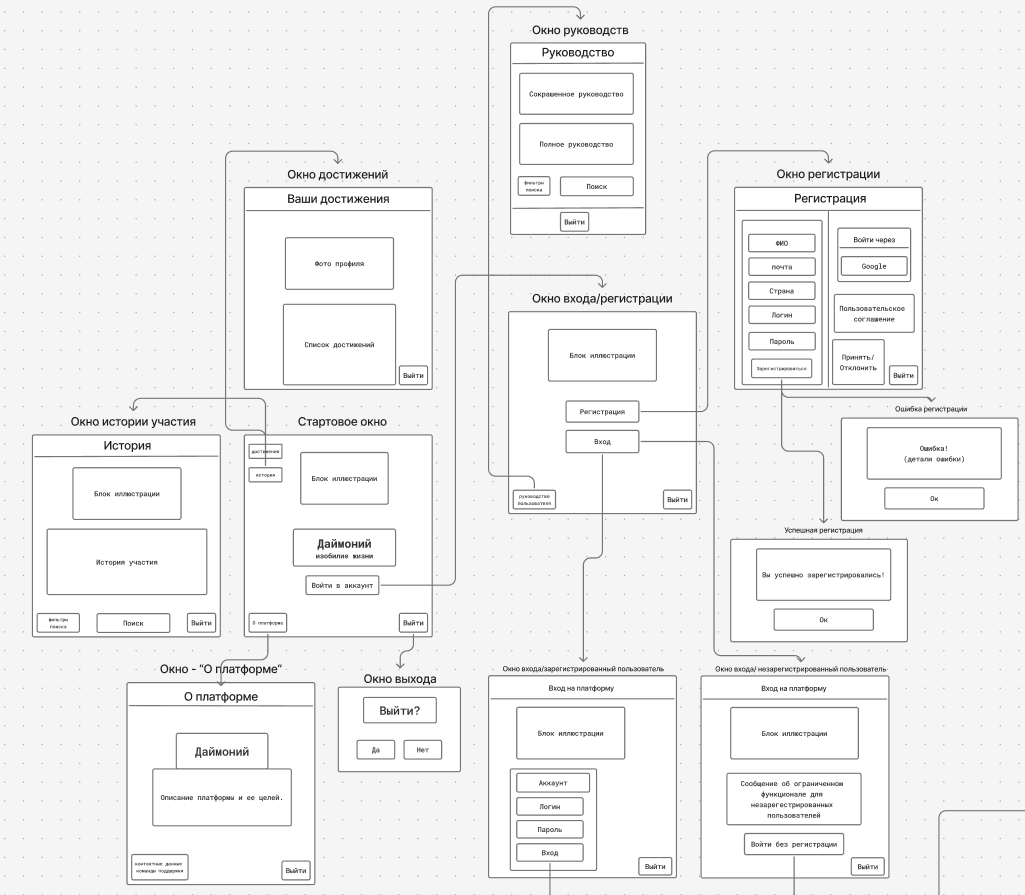 Окно руководств
Руководство
Сокрашенное руководство
Полное руководство
фильтры
поиска
Поиск
Выйти
Окно достижений
Ваши достижения
Фото профиля
Список достижений
Выйти
Окно регистрации
Регистрация
ФИО
почта
Страна
Логин
Пароль
Зарегистрироваться
Войти через
Google
Пользовательское
соглашение
Принять/
Отклонить
Выйти
Окно входа/регистрации
Блок иллюстрации
Регистрация
Вход
руководство
пользователя
Выйти
Ошибка регистрации
Ошибка!
(детали ошибки)
Ок
Окно истории участия
История
Блок иллюстрации
История участия
фильтры
поиска
Поиск
Выйти
Стартовое окно
достижения
история
Блок иллюстрации
Даймоний
изобилие жизни
Войти в аккаунт
О платформе
Выйти
Успешная регистрация
Вы успешно зарегистрировались!
Ок
Окно - "О платформе"
О платформе
Даймоний
Описание платформы и ее целей.
контактные данные
команды поддержки
Выйти
Окно выхода
Выйти?
Да
Нет
Окно входа/зарегистрированный пользователь
Вход на платформу
Блок иллюстрации
Аккаунт
Логин
Пароль
Вход
Выйти
Окно входа/ незарегистрированный пользователь
Вход на платформу
Блок иллюстрации
Сообщение об ограниченном
функционале для
незарегестрированных
пользователей
Войти без регистрации
Выйти